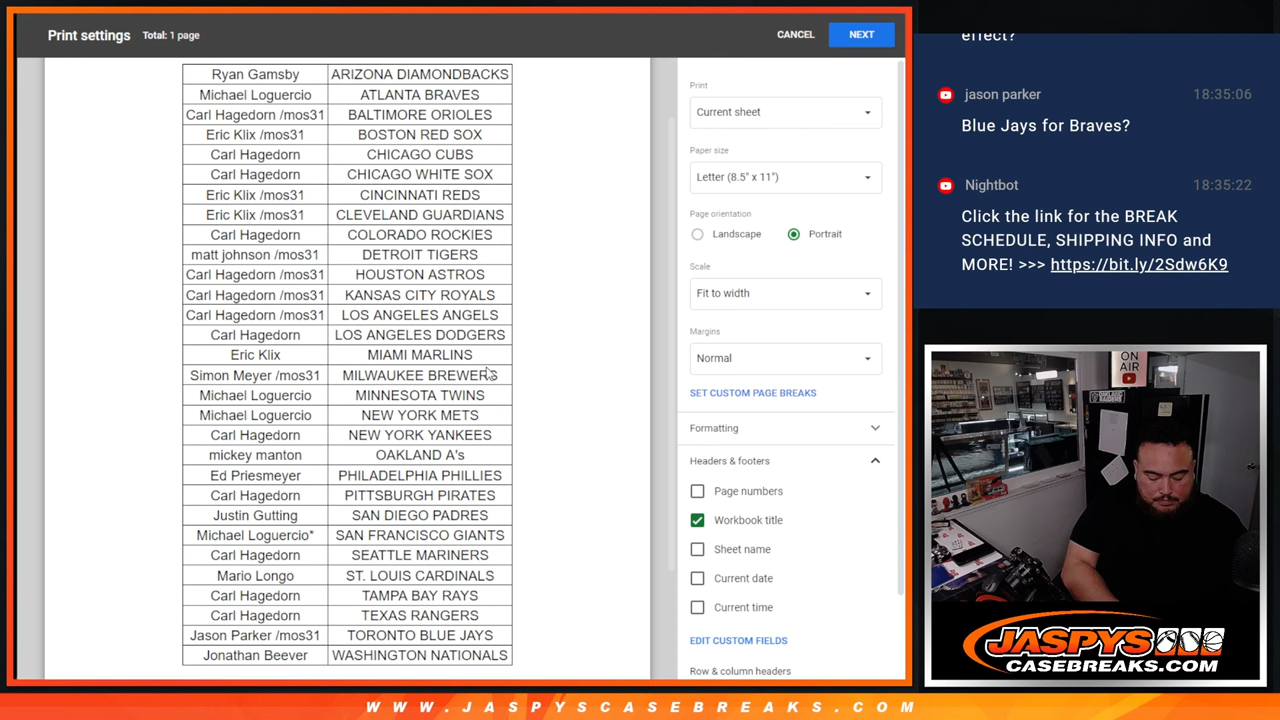 Print settings Total: 1 page CANCEL NEXT
Ryan Gamsby ARIZONA DIAMONDBACKS
Michael Loguercio ATLANTA BRAVES
Carl Hagedorn /mos31 BALTIMORE ORIOLES
Eric Klix /mos31 BOSTON RED SOX
Carl Hagedorn CHICAGO CUBS
Carl Hagedorn CHICAGO WHITE SOX
Eric Klix /mos31 CINCINNATI REDS
Eric Klix /mos31 CLEVELAND GUARDIANS
Carl Hagedorn COLORADO ROCKIES
matt johnson /mos31 DETROIT TIGERS
Carl Hagedorn /mos31 HOUSTON ASTROS
Carl Hagedorn /mos31 KANSAS CITY ROYALS
Carl Hagedorn /mos31 LOS ANGELES ANGELS
Carl Hagedorn LOS ANGELES DODGERS
Eric Klix MIAMI MARLINS
Simon Meyer /mos31 MILWAUKEE BREWERS
Michael Loguercio MINNESOTA TWINS
Michael Loguercio NEW YORK METS
Carl Hagedorn NEW YORK YANKEES
mickey manton OAKLAND A's
Ed Priesmeyer PHILADELPHIA PHILLIES
Carl Hagedorn PITTSBURGH PIRATES
Justin Gutting SAN DIEGO PADRES
Michael Loguercio* SAN FRANCISCO GIANTS
Carl Hagedorn SEATTLE MARINERS
Mario Longo ST. LOUIS CARDINALS
Carl Hagedorn TAMPA BAY RAYS
Carl Hagedorn TEXAS RANGERS
Jason Parker /mos31 TORONTO BLUE JAYS
Jonathan Beever WASHINGTON NATIONALS
Print
Current sheet
Paper size
Letter (8.5" x 11")
Page orientation
Landscape Portrait
Scale
Fit to width
Margins
Normal
SET CUSTOM PAGE BREAKS
Formatting
Headers & footers
Page numbers
Workbook title
Sheet name
Current date
Current time
EDIT CUSTOM FIELDS
Row & column headers
effect?
jason parker 18:35:06
Blue Jays for Braves?
Nightbot 18:35:22
Click the link for the BREAK
SCHEDULE, SHIPPING INFO and
MORE! >>> https://bit.ly/2Sdw6K9
ON
AIR
JASPYS
CASEBREAKS.COM
WWW.JASPYSCASEBREAKS.COM